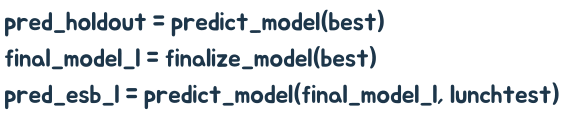 pred_holdout = predict_model(best)
final_model_l = finalize_model(best)
pred_esb_l = predict_model(final_model_l, lunchtest)